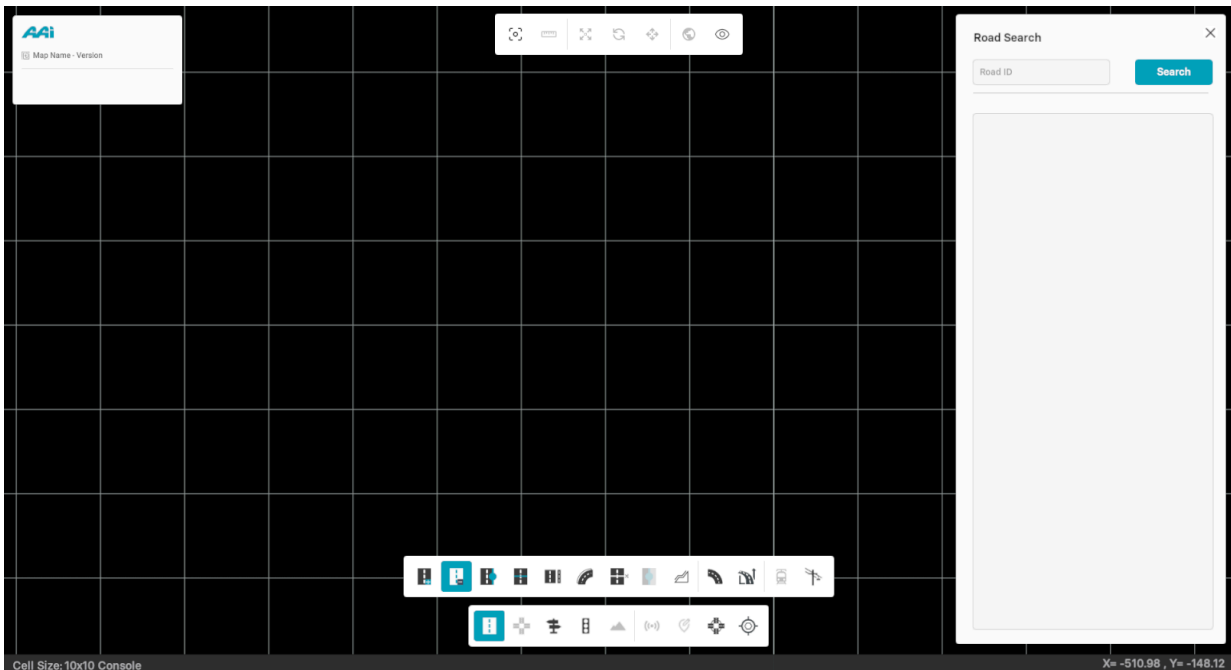 AAi
Map Name - Version
Road Search
Road ID
Search
Cell Size:10x10 Console
X= -510.98 , Y= -148.12